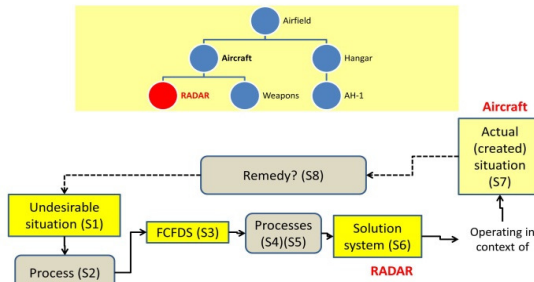 Airfield
Aircraft
Hangar
RADAR
Weapons
AH-1
Aircraft
Actual
(created)
situation
(S7)
Remedy? (S8)
Undesirable
situation (S1)
FCFDS (S3)
Processes
(S4)(S5)
Solution
system (S6)
Operating in
context of
Process (S2)
RADAR